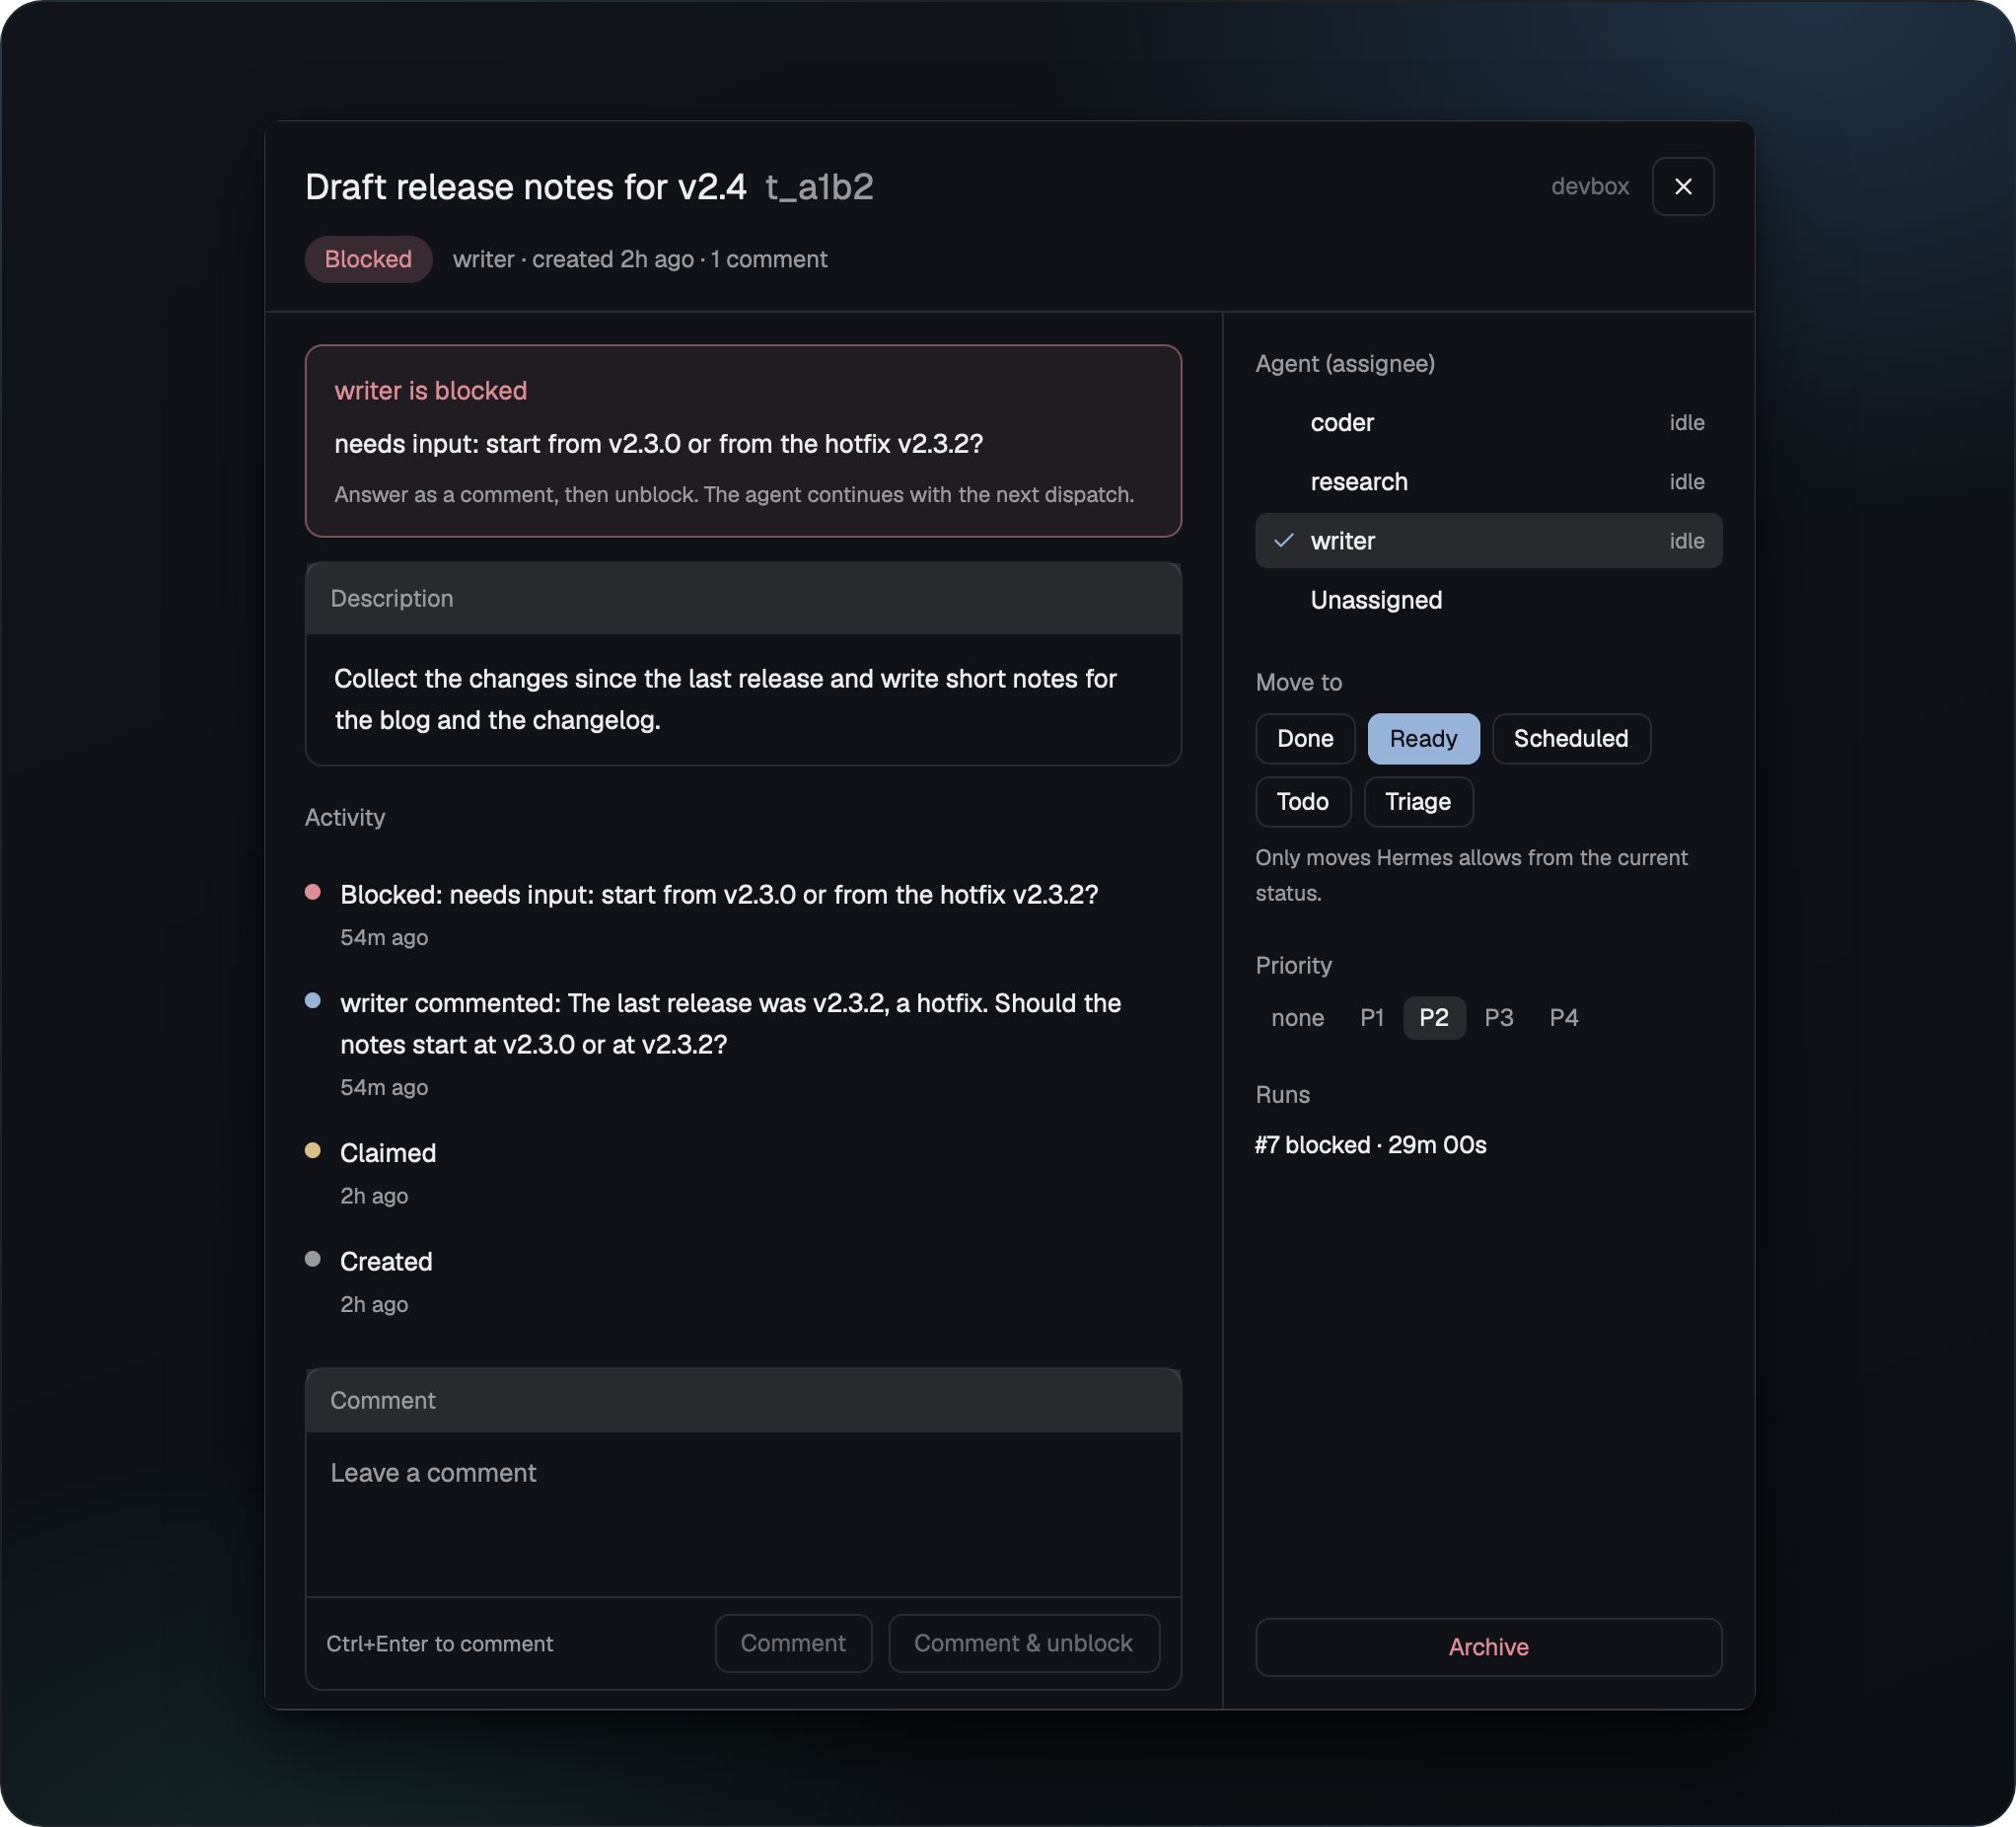 Draft release notes for v2.4 t_a1b2
devbox
Blocked
writer · created 2h ago · 1 comment
writer is blocked
needs input: start from v2.3.0 or from the hotfix v2.3.2?
Answer as a comment, then unblock. The agent continues with the next dispatch.
Description
Collect the changes since the last release and write short notes for
the blog and the changelog.
Activity
Blocked: needs input: start from v2.3.0 or from the hotfix v2.3.2?
54m ago
writer commented: The last release was v2.3.2, a hotfix. Should the
notes start at v2.3.0 or at v2.3.2?
54m ago
Claimed
2h ago
Created
2h ago
Comment
Leave a comment
Ctrl+Enter to comment
Comment
Comment & unblock
Agent (assignee)
coder idle
research idle
writer idle
Unassigned
Move to
Done Ready Scheduled
Todo Triage
Only moves Hermes allows from the current
status.
Priority
none P1 P2 P3 P4
Runs
#7 blocked · 29m 00s
Archive